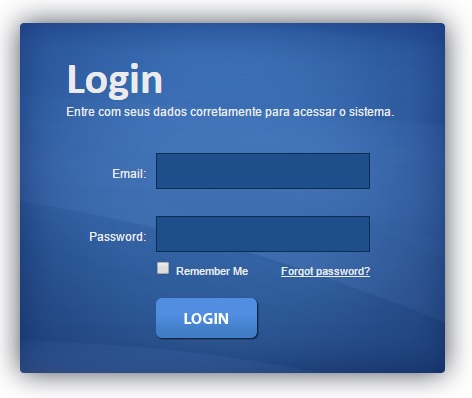 Login
Entre com seus dados corretamente para acessar o sistema.
Email:
Password:
Remember Me Forgot password?
LOGIN